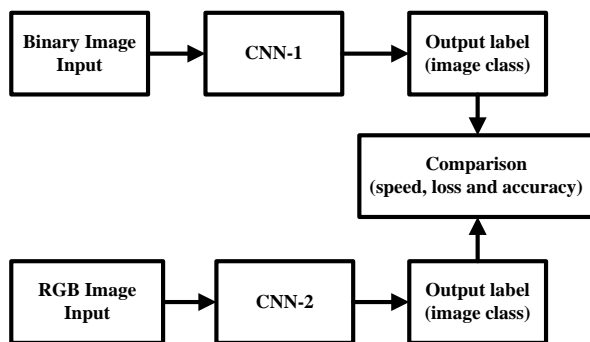 Binary Image
Input
CNN-1
Output label
(image class)
Comparison
(speed, loss and accuracy)
RGB Image
Input
CNN-2
Output label
(image class)